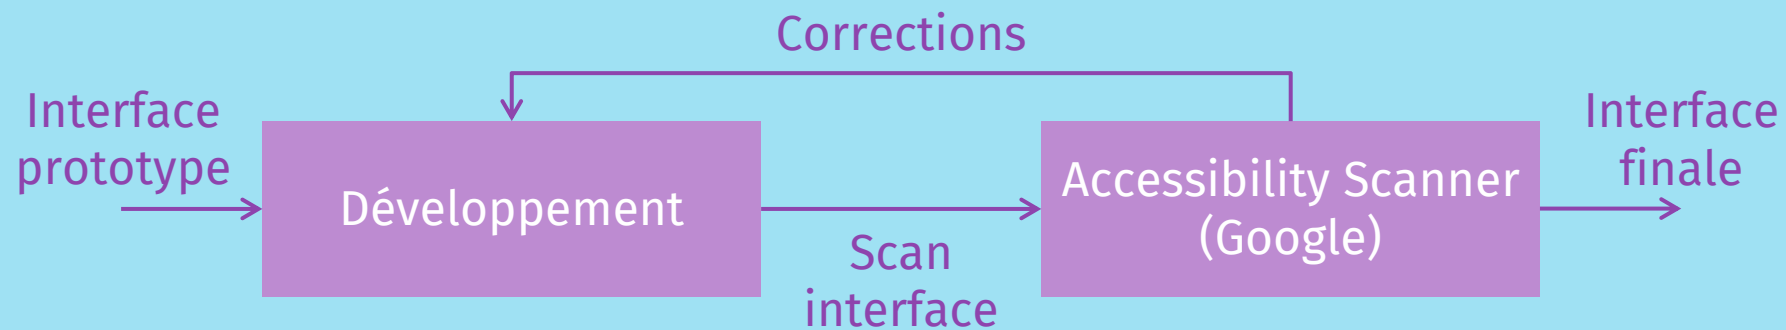 Corrections
Interface
prototype
Développement
Scan
interface
Accessibility Scanner
(Google)
Interface
finale